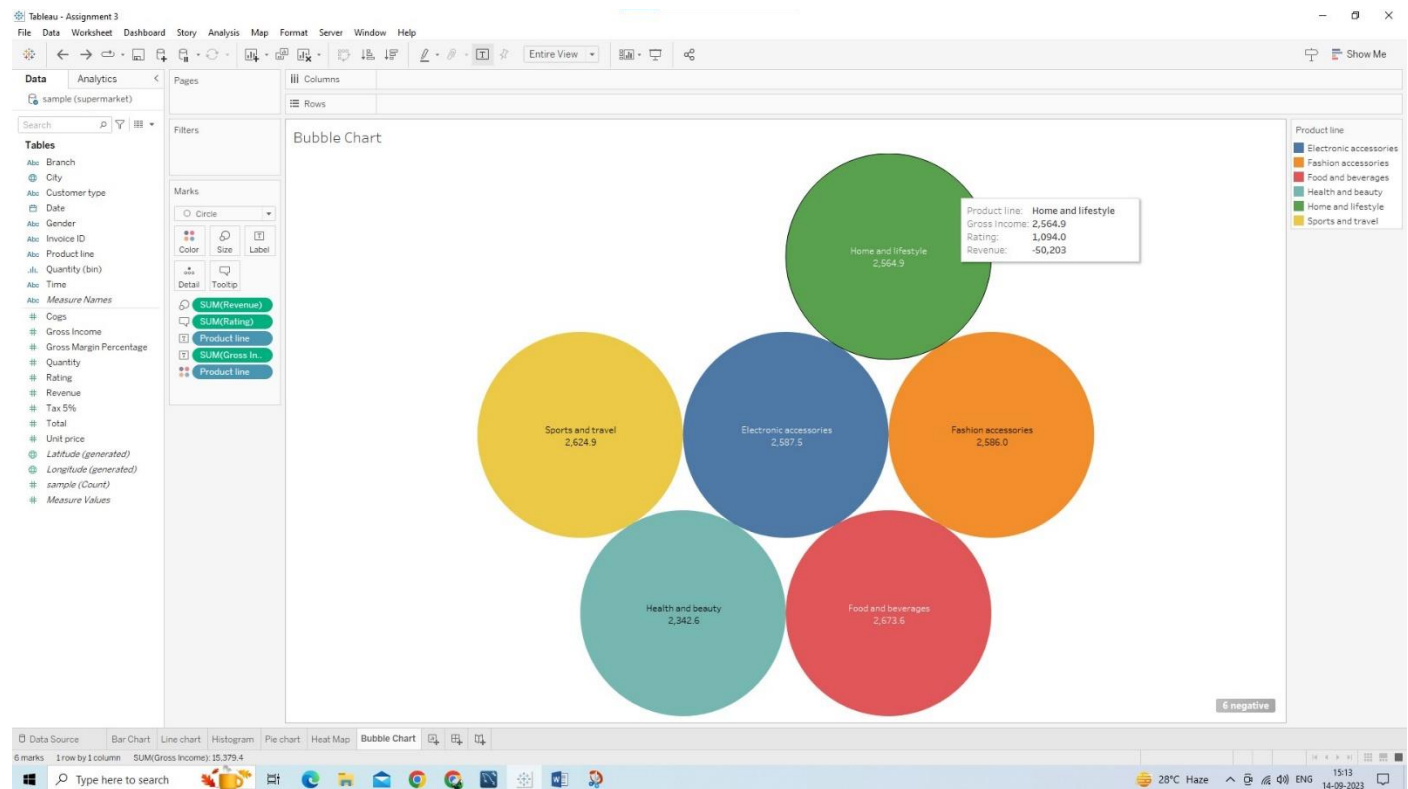 Tableau - Assignment 3
File Data Worksheet Dashboard Story Analysis Map Format Server Window Help
Entire View
Show Me
Data Analytics
sample (supermarket)
Search
Tables
Abc Branch
City
Abc Customer type
Date
Abc Gender
Abc Invoice ID
Abc Product line
Quantity (bin)
Abc Time
Abc Measure Names
# Cogs
# Gross Income
# Gross Margin Percentage
# Quantity
# Rating
# Revenue
# Tax 5%
# Total
# Unit price
Latitude (generated)
Longitude (generated)
# sample (Count)
# Measure Values
Pages
Filters
Marks
Circle
Color Size Label
Detail Tooltip
SUM(Revenue)
SUM(Rating)
Product line
SUM(Gross In..
Product line
Columns
Rows
Bubble Chart
Home and lifestyle
2,564.9
Product line: Home and lifestyle
Gross Income: 2,564.9
Rating: 1,094.0
Revenue: -50,203
Sports and travel
2,624.9
Electronic accessories
2,587.5
Fashion accessories
2,586.0
Health and beauty
2,342.6
Food and beverages
2,673.6
6 negative
Product line
Electronic accessories
Fashion accessories
Food and beverages
Health and beauty
Home and lifestyle
Sports and travel
Data Source Bar Chart Line chart Histogram Pie chart Heat Map Bubble Chart
6 marks 1 row by 1 column SUM(Gross Income): 15,379.4
Type here to search
28°C Haze
ENG
15:13
14-09-2023